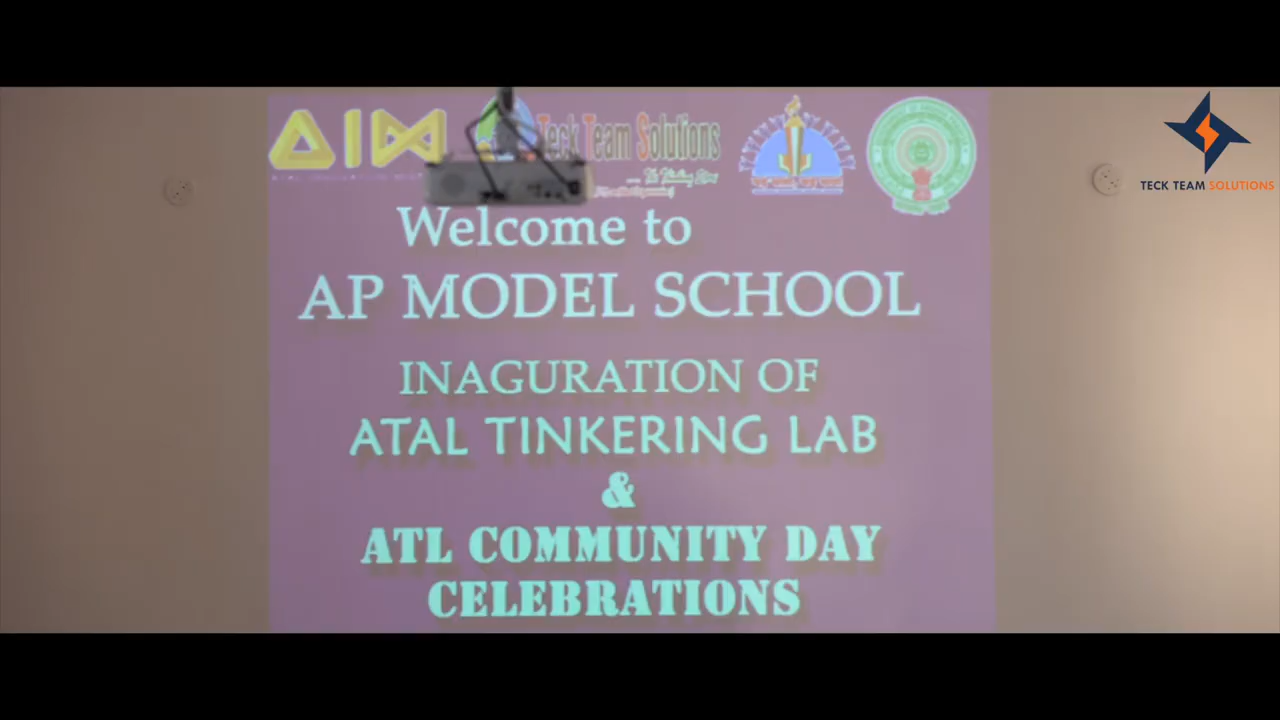 AIM
Teck Team Solutions
Welcome to
AP MODEL SCHOOL
INAGURATION OF
ATAL TINKERING LAB
&
ATL COMMUNITY DAY
CELEBRATIONS
TECK TEAM SOLUTIONS